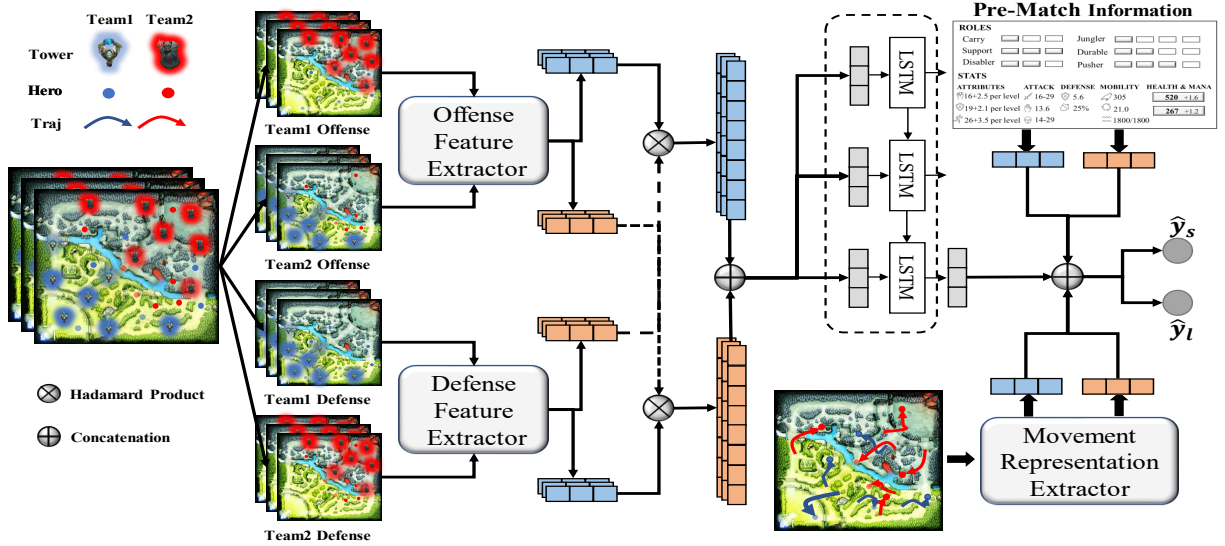 Team1 Team2
Tower
Hero
Traj
Hadamard Product
Concatenation
Team1 Offense
Team2 Offense
Team1 Defense
Team2 Defense
Offense
Feature
Extractor
Defense
Feature
Extractor
LSTM
LSTM
LSTM
Pre-Match Information
ROLES
Carry Jungler
Support Durable
Disabler Pusher
STATS
ATTRIBUTES ATTACK DEFENSE MOBILITY HEALTH & MANA
16+2.5 per level 16-29 5.6 305 520 +1.6
19+2.1 per level 13.6 25% 21.0 267 +1.2
26+3.5 per level 14-29 1800/1800
ŷs
ŷl
Movement
Representation
Extractor